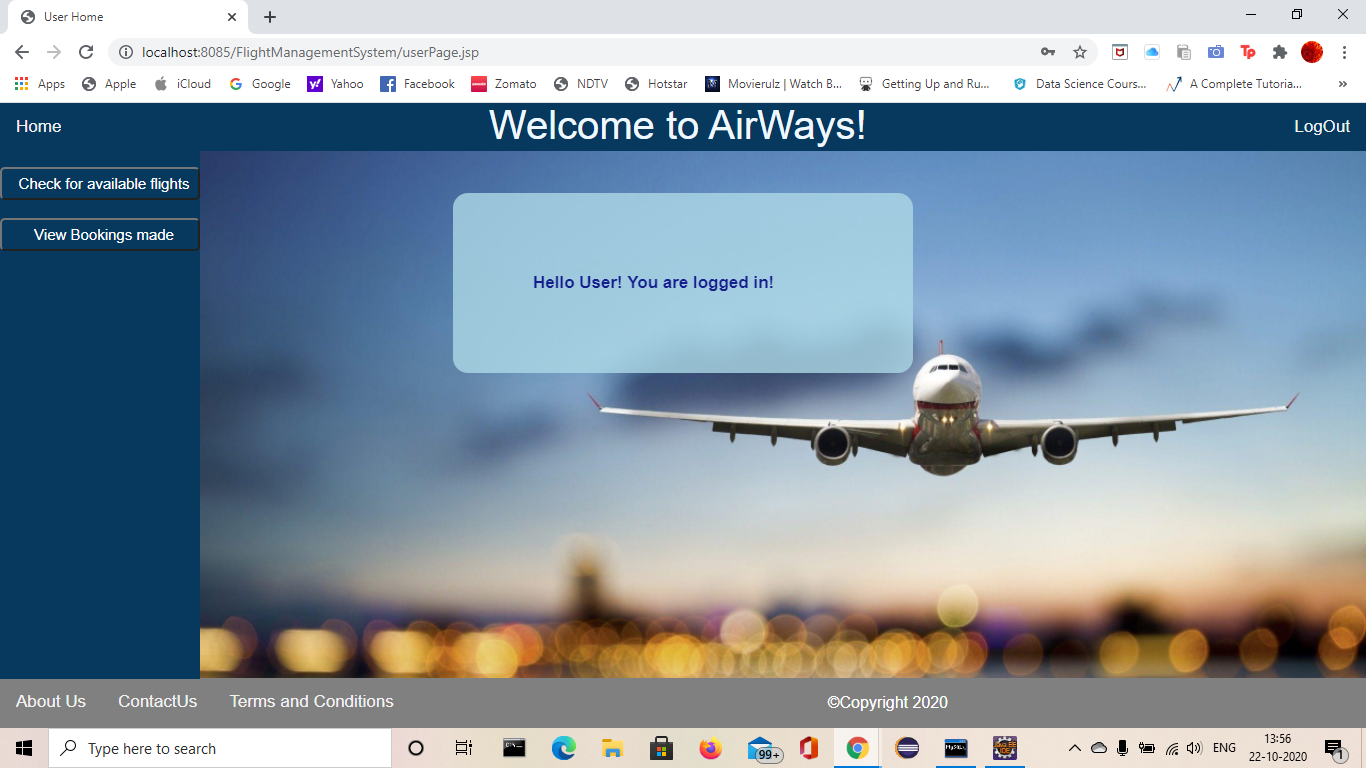 User Home
localhost:8085/FlightManagementSystem/userPage.jsp
Apps Apple iCloud Google Yahoo Facebook Zomato NDTV Hotstar Movierulz | Watch B... Getting Up and Ru... Data Science Cours... A Complete Tutoria... »
Home Welcome to AirWays! LogOut
Check for available flights
View Bookings made
Hello User! You are logged in!
About Us ContactUs Terms and Conditions ©Copyright 2020
Type here to search 99+ MySQL ENG 13:56
22-10-2020 1